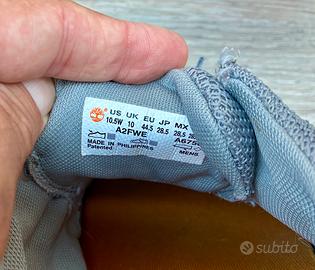 US UK EU JP MX
10.5W 10 44.5 28.5 28.5
A2FWE
MADE IN PHILIPPINES
Patented
MENS
subito